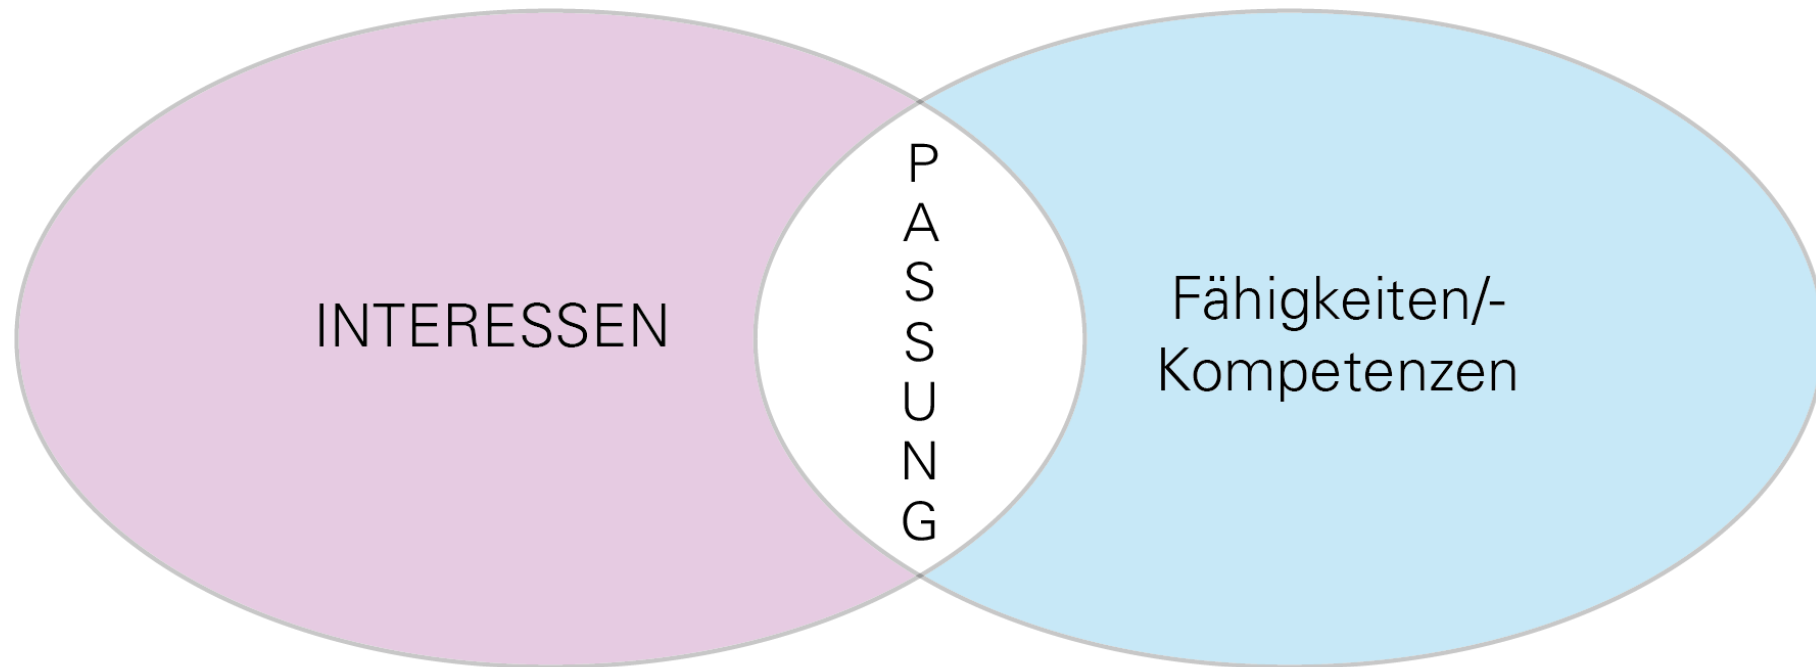 INTERESSEN
P
A
S
S
U
N
G
Fähigkeiten/-
Kompetenzen